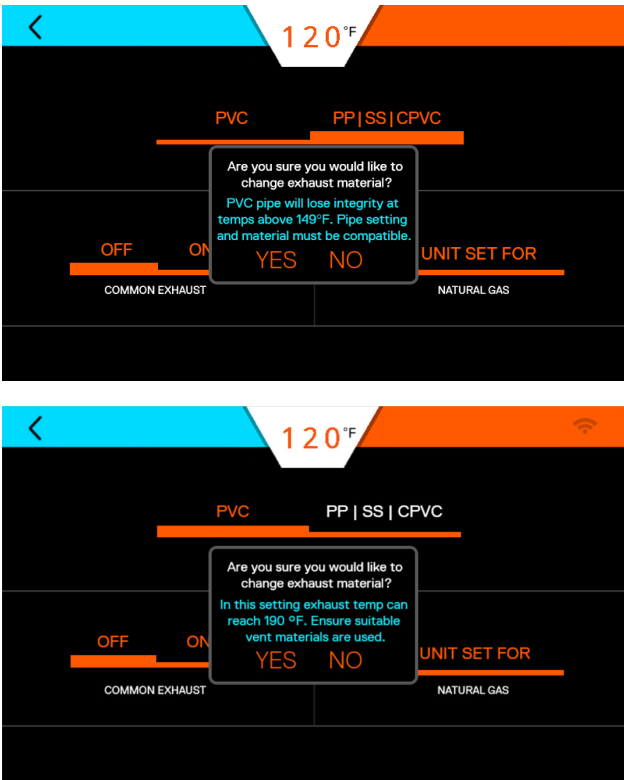 120°F
PVC PP|SS|CPVC
Are you sure you would like to
change exhaust material?
PVC pipe will lose integrity at
temps above 149°F. Pipe setting
and material must be compatible.
YES NO
OFF ON
COMMON EXHAUST
UNIT SET FOR
NATURAL GAS
120°F
PVC PP | SS | CPVC
Are you sure you would like to
change exhaust material?
In this setting exhaust temp can
reach 190 ºF. Ensure suitable
vent materials are used.
YES NO
OFF ON
COMMON EXHAUST
UNIT SET FOR
NATURAL GAS